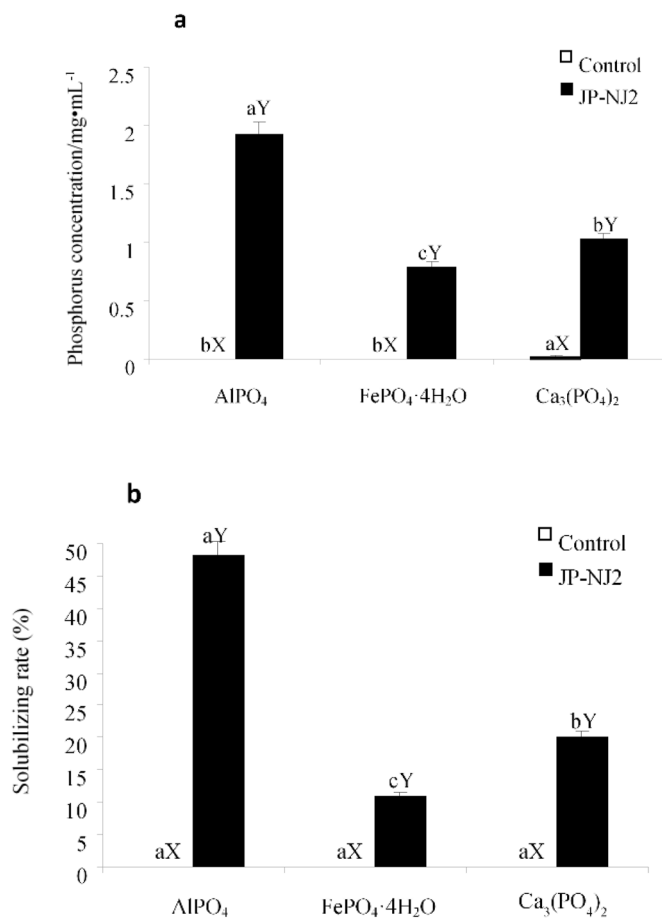 a
Control
JP-NJ2
Phosphorus concentration/mg•mL⁻¹
2.5
2
1.5
1
0.5
0
aY
bX
cY
bX
bY
aX
AlPO₄
FePO₄·4H₂O
Ca₃(PO₄)₂
b
Control
JP-NJ2
Solubilizing rate (%)
50
45
40
35
30
25
20
15
10
5
0
aY
aX
cY
aX
bY
aX
AlPO₄
FePO₄·4H₂O
Ca₃(PO₄)₂